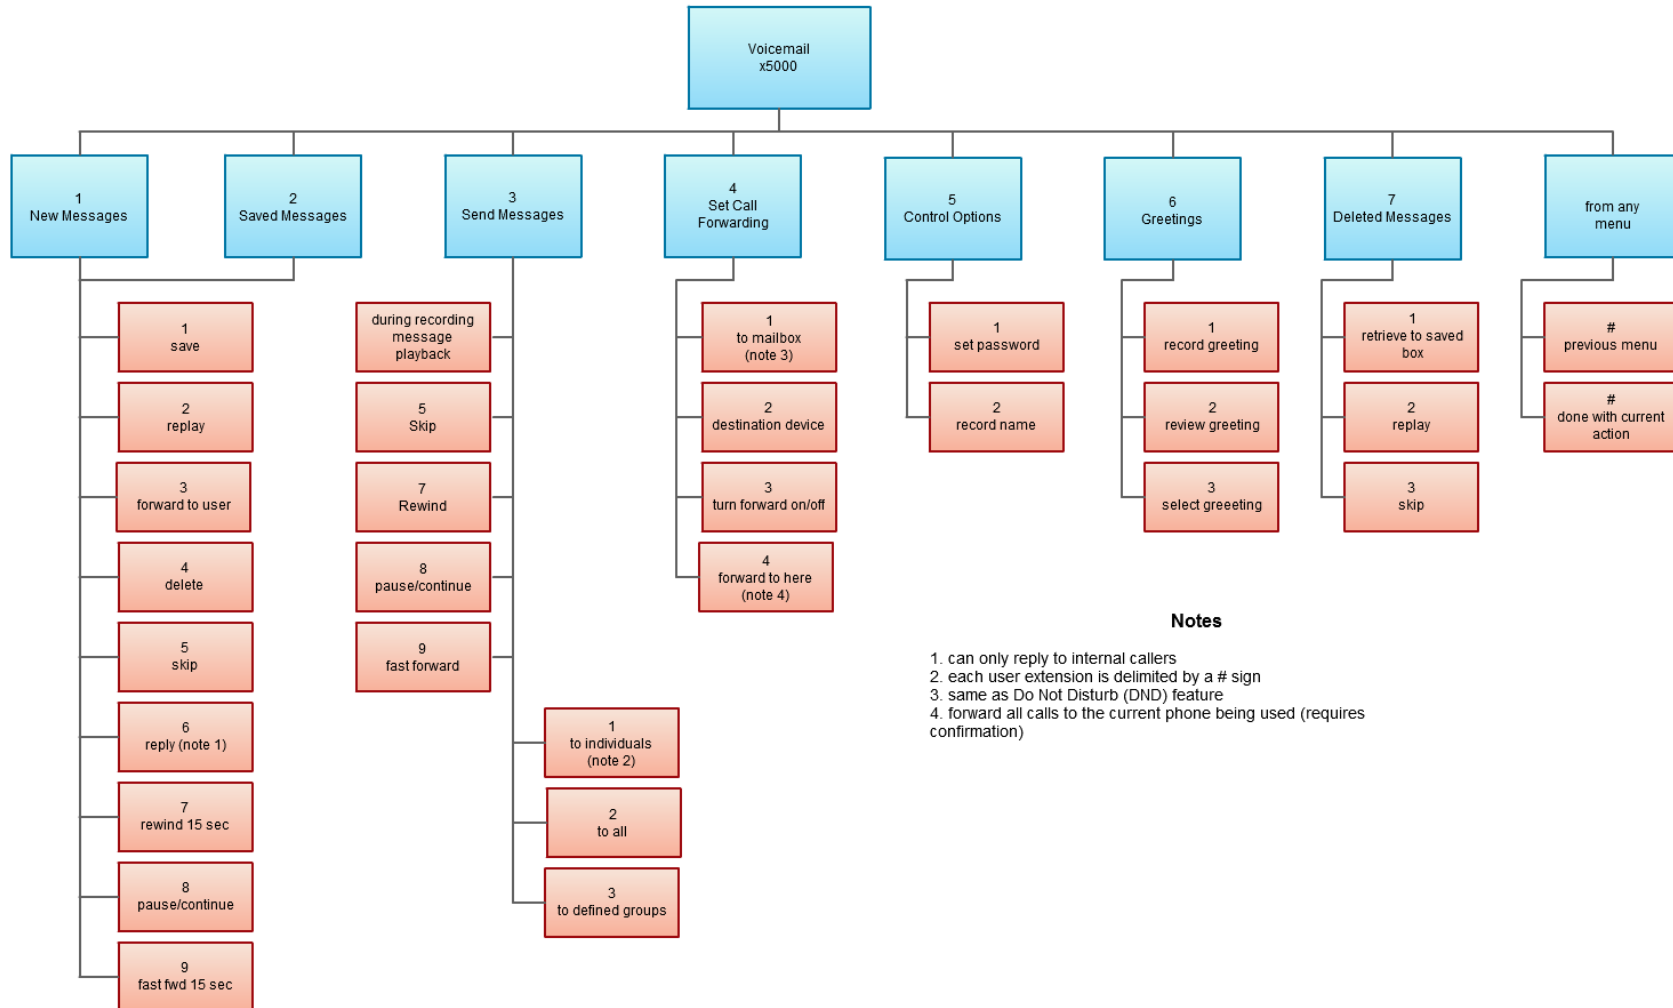 Voicemail
x5000
1
New Messages
2
Saved Messages
3
Send Messages
4
Set Call
Forwarding
5
Control Options
6
Greetings
7
Deleted Messages
from any
menu
1
save
2
replay
3
forward to user
4
delete
5
skip
6
reply (note 1)
7
rewind 15 sec
8
pause/continue
9
fast fwd 15 sec
during recording
message
playback
5
Skip
7
Rewind
8
pause/continue
9
fast forward
1
to individuals
(note 2)
2
to all
3
to defined groups
1
to mailbox
(note 3)
2
destination device
3
turn forward on/off
4
forward to here
(note 4)
1
set password
2
record name
1
record greeting
2
review greeting
3
select greeeting
1
retrieve to saved
box
2
replay
3
skip
#
previous menu
#
done with current
action
Notes
1. can only reply to internal callers
2. each user extension is delimited by a # sign
3. same as Do Not Disturb (DND) feature
4. forward all calls to the current phone being used (requires
confirmation)